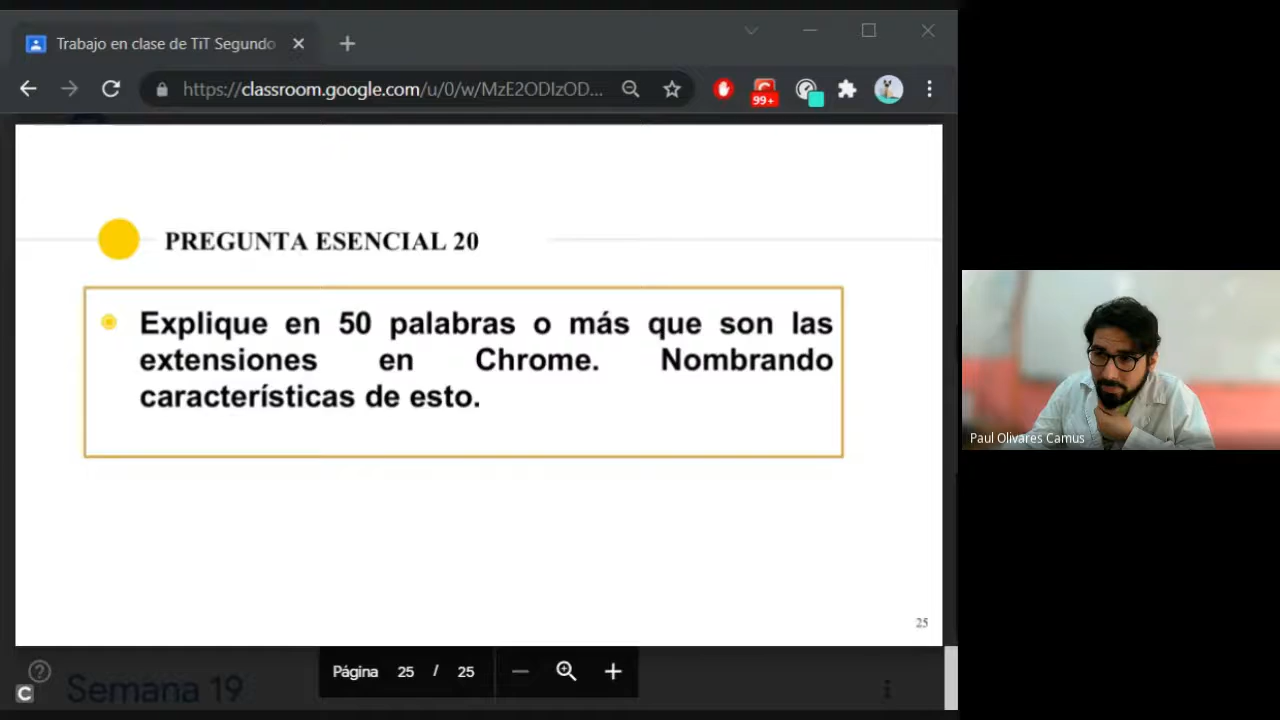 Trabajo en clase de TiT Segundo
https://classroom.google.com/u/0/w/MzE2ODIzOD...
99+
PREGUNTA ESENCIAL 20
Explique en 50 palabras o más que son las
extensiones en Chrome. Nombrando
características de esto.
Paul Olivares Camus
25
Página 25 / 25
Semana 19